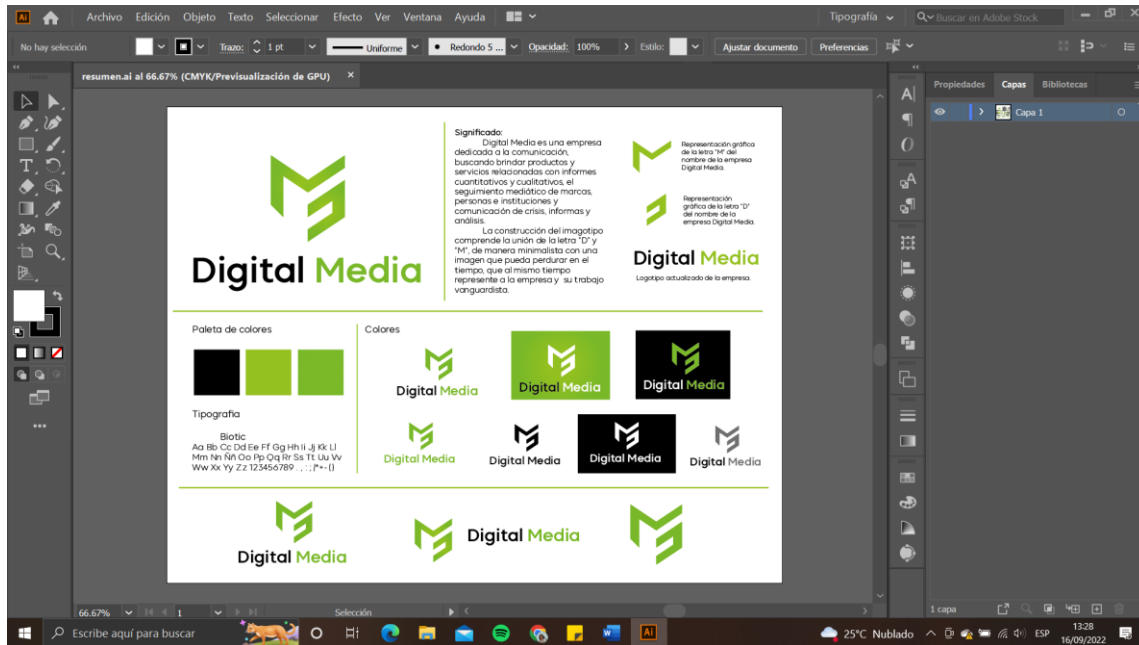 Ai
Archivo Edición Objeto Texto Seleccionar Efecto Ver Ventana Ayuda
Tipografía
Buscar en Adobe Stock
No hay selección
Trazo: 1 pt
Uniforme
Redondo 5 ...
Opacidad: 100%
Estilo:
Ajustar documento
Preferencias
resumen.ai al 66.67% (CMYK/Previsualización de GPU) ×
Propiedades Capas Bibliotecas
Capa 1
Digital Media
Significado:
Digital Media es una empresa
dedicada a la comunicación,
buscando brindar productos y
servicios relacionadas con informes
cuantitativos y cualitativos, el
seguimiento mediático de marcas,
personas e instituciones y
comunicación de crisis, informas y
análisis.
La construcción del imagotipo
comprende la unión de la letra "D" y
"M", de manera minimalista con una
imagen que pueda perdurar en el
tiempo, que al mismo tiempo
represente a la empresa y su trabajo
vanguardista.
Representación gráfica
de la letra "M" del
nombre de la empresa
Digital Media.
Representación
gráfica de la letra "D"
del nombre de la
empresa Digital Media.
Digital Media
Logotipo actualizado de la empresa.
Paleta de colores
Tipografia
Biotic
Aa Bb Cc Dd Ee Ff Gg Hh Ii Jj Kk Ll
Mm Nn Ññ Oo Pp Qq Rr Ss Tt Uu Vv
Ww Xx Yy Zz 123456789
Colores
Digital Media
Digital Media
Digital Media
Digital Media
Digital Media
Digital Media
Digital Media
Digital Media
Digital Media
66.67%
1
Selección
1 capa
Escribe aquí para buscar
Ai
25°C Nublado
ESP
13:28
16/09/2022